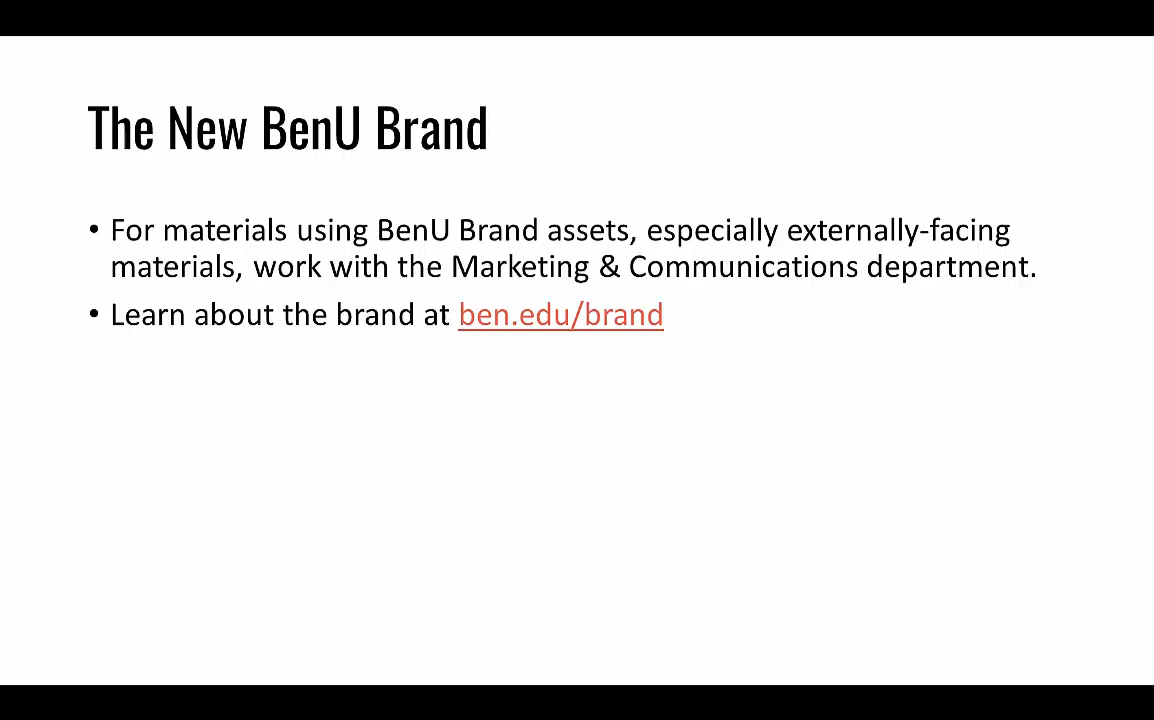 The New BenU Brand
• For materials using BenU Brand assets, especially externally-facing
materials, work with the Marketing & Communications department.
• Learn about the brand at ben.edu/brand